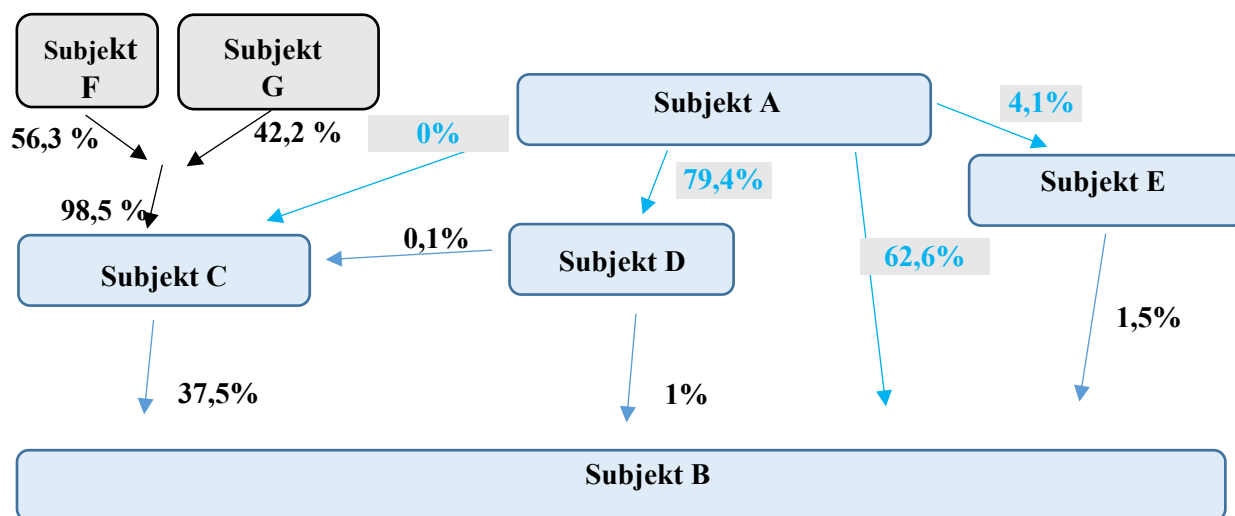 Subjekt
F
Subjekt
G
Subjekt A
4,1%
56,3 %
42,2 %
0%
79,4%
Subjekt E
98,5 %
0,1%
Subjekt C
Subjekt D
62,6%
1,5%
37,5%
1%
Subjekt B